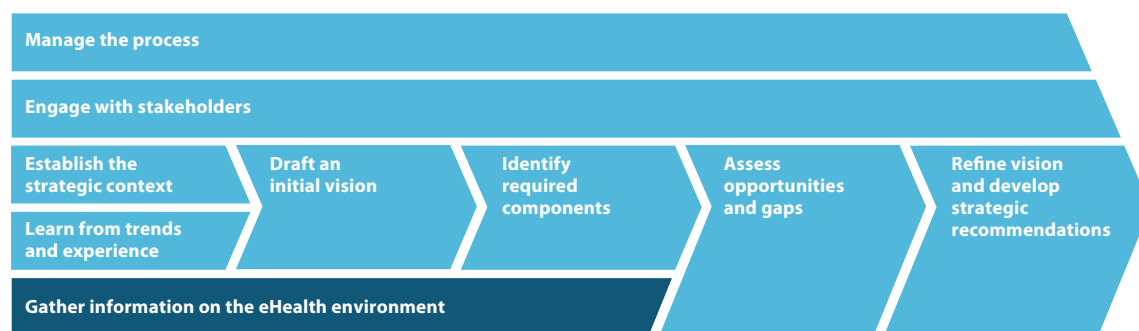 Manage the process
Engage with stakeholders
Establish the
strategic context
Learn from trends
and experience
Draft an
initial vision
Identify
required
components
Assess
opportunities
and gaps
Refine vision
and develop
strategic
recommendations
Gather information on the eHealth environment